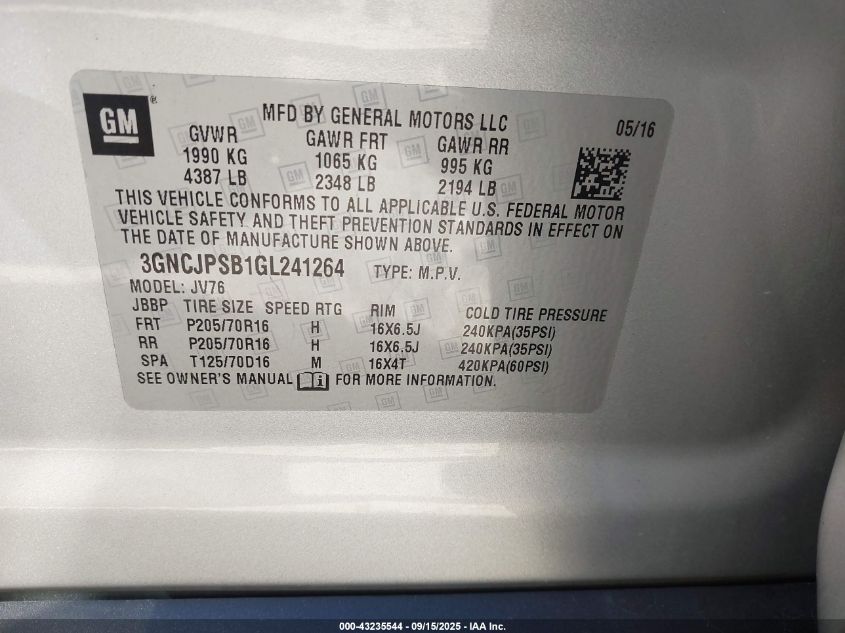 GM ®
MFD BY GENERAL MOTORS LLC 05/16
GVWR GAWR FRT GAWR RR
1990 KG 1065 KG 995 KG
4387 LB 2348 LB 2194 LB
THIS VEHICLE CONFORMS TO ALL APPLICABLE U.S. FEDERAL MOTOR
VEHICLE SAFETY AND THEFT PREVENTION STANDARDS IN EFFECT ON
THE DATE OF MANUFACTURE SHOWN ABOVE.
3GNCJPSB1GL241264 TYPE: M.P.V.
MODEL: JV76
JBBP TIRE SIZE SPEED RTG RIM COLD TIRE PRESSURE
FRT P205/70R16 H 16X6.5J 240KPA(35PSI)
RR P205/70R16 H 16X6.5J 240KPA(35PSI)
SPA T125/70D16 M 16X4T 420KPA(60PSI)
SEE OWNER'S MANUAL FOR MORE INFORMATION.
000-43235544 - 09/15/2025 - IAA Inc.